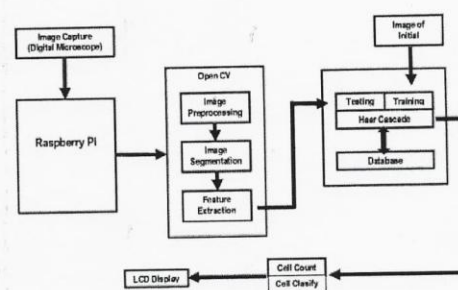 Image Capture
(Digital Microscope)
Raspberry PI
Open CV
Image
Preprocessing
Image
Segmentation
Feature
Extraction
Image of
Initial
Testing
Training
Haar Cascade
Database
Cell Count
Cell Clasify
LCD Display